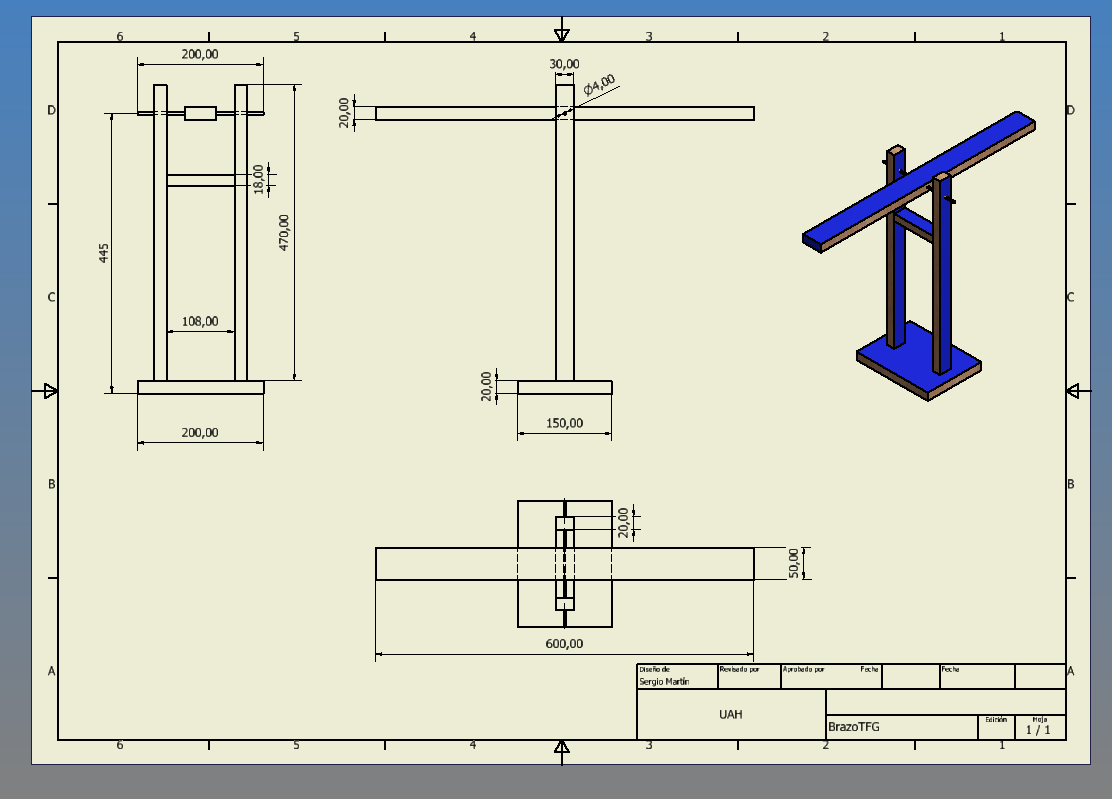 6 5 4 3 2 1
200,00
30,00
Ø4,00
D
20,00
D
18,00
470,00
445
C
C
108,00
20,00
150,00
200,00
B
B
20,00
50,00
600,00
A
A
Diseño de
Sergio Martín
Revisado por
Aprobado por
Fecha
Fecha
UAH
BrazoTFG
Edición
Hoja
1 / 1
6 5 4 3 2 1